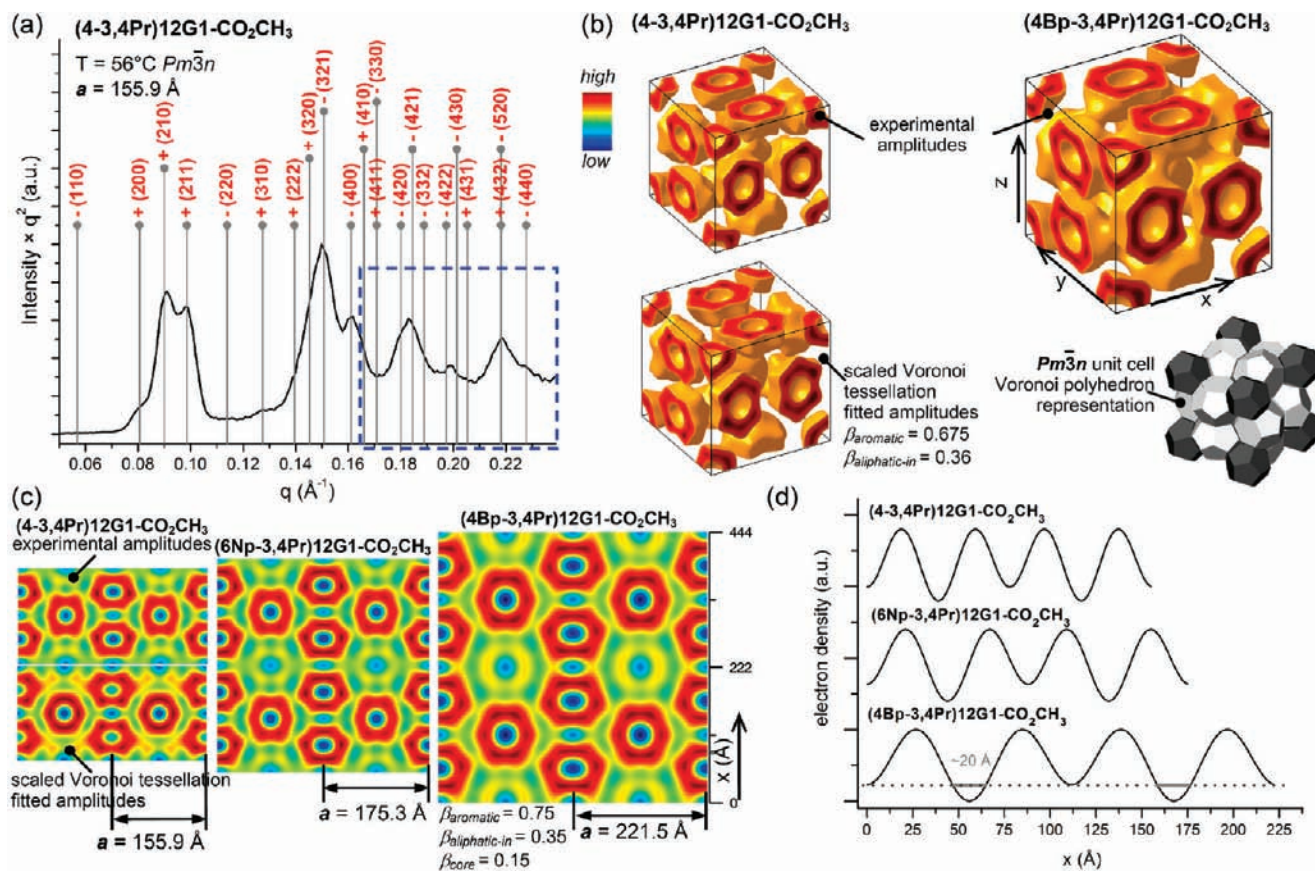 (a)
(4-3,4Pr)12G1-CO₂CH₃
T = 56°C Pm3̄n
a = 155.9 Å
Intensity × q² (a.u.)
- (110)
+ (200)
+ (210)
+ (211)
- (220)
+ (310)
+ (222)
+ (320)
- (321)
- (400)
+ (410)
+ (411)
- (330)
- (420)
- (421)
- (332)
- (422)
- (430)
+ (431)
+ (432)
- (520)
- (440)
0.06 0.08 0.10 0.12 0.14 0.16 0.18 0.20 0.22
q (Å⁻¹)
(b)
(4-3,4Pr)12G1-CO₂CH₃
(4Bp-3,4Pr)12G1-CO₂CH₃
high
low
experimental
amplitudes
z
y
x
scaled Voronoi
tessellation
fitted amplitudes
βaromatic = 0.675
βaliphatic-in = 0.36
Pm3̄n unit cell
Voronoi polyhedron
representation
(c)
(4-3,4Pr)12G1-CO₂CH₃
experimental amplitudes
(6Np-3,4Pr)12G1-CO₂CH₃
(4Bp-3,4Pr)12G1-CO₂CH₃
444
222
0
x (Å)
scaled Voronoi tessellation
fitted amplitudes
a = 155.9 Å
a = 175.3 Å
βaromatic = 0.75
βaliphatic-in = 0.35
βcore = 0.15
a = 221.5 Å
(d)
electron density (a.u.)
(4-3,4Pr)12G1-CO₂CH₃
(6Np-3,4Pr)12G1-CO₂CH₃
(4Bp-3,4Pr)12G1-CO₂CH₃
~20 Å
0 25 50 75 100 125 150 175 200 225
x (Å)